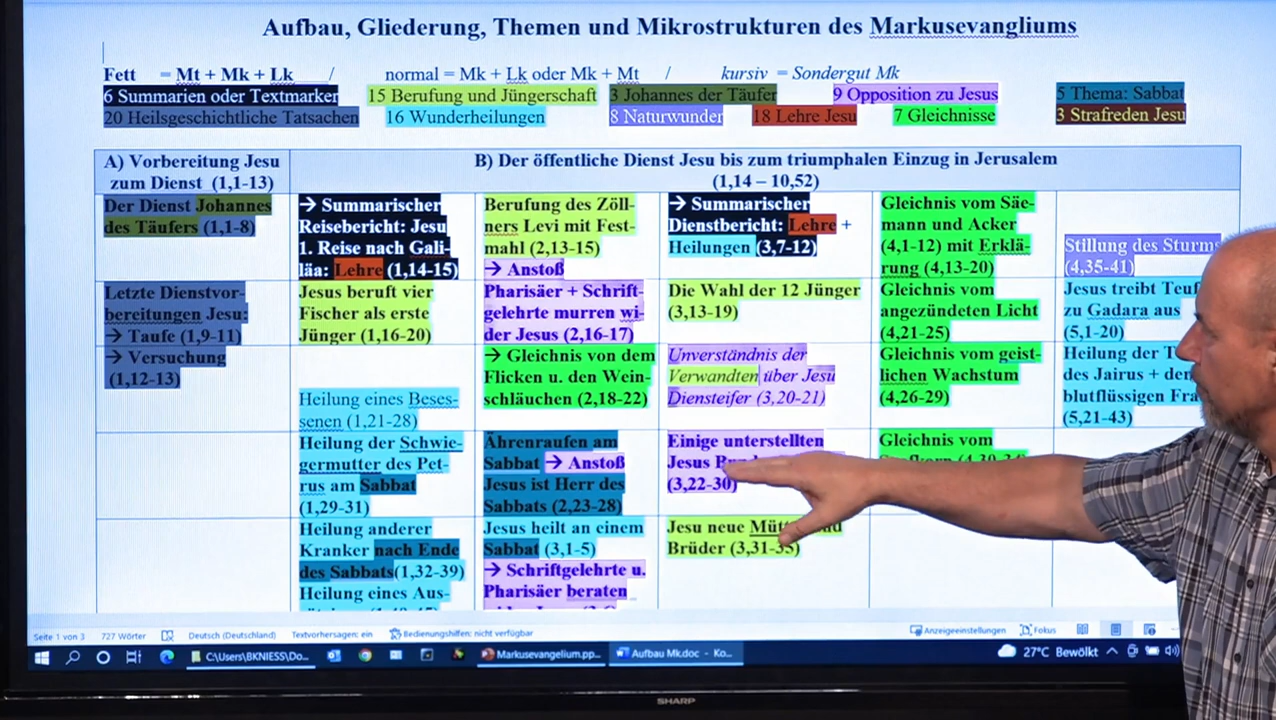 Aufbau, Gliederung, Themen und Mikrostrukturen des Markusevangliums
Fett = Mt + Mk + Lk / normal = Mk + Lk oder Mk + Mt / kursiv = Sondergut Mk
6 Summarien oder Textmarker 15 Berufung und Jüngerschaft 3 Johannes der Täufer 9 Opposition zu Jesus 5 Thema: Sabbat
20 Heilsgeschichtliche Tatsachen 16 Wunderheilungen 8 Naturwunder 18 Lehre Jesu 7 Gleichnisse 3 Strafreden Jesu
A) Vorbereitung Jesu
zum Dienst (1,1-13)
B) Der öffentliche Dienst Jesu bis zum triumphalen Einzug in Jerusalem
(1,14 – 10,52)
Der Dienst Johannes
des Täufers (1,1-8)
→ Summarischer
Reisebericht: Jesu
1. Reise nach Gali-
läa: Lehre (1,14-15)
Berufung des Zöll-
ners Levi mit Fest-
mahl (2,13-15)
→ Anstoß
→ Summarischer
Dienstbericht: Lehre +
Heilungen (3,7-12)
Gleichnis vom Säe-
mann und Acker
(4,1-12) mit Erklä-
rung (4,13-20)
Stillung des Sturms
(4,35-41)
Letzte Dienstvor-
bereitungen Jesu:
→ Taufe (1,9-11)
Jesus beruft vier
Fischer als erste
Jünger (1,16-20)
Pharisäer + Schrift-
gelehrte murren wi-
der Jesus (2,16-17)
Die Wahl der 12 Jünger
(3,13-19)
Gleichnis vom
angezündeten Licht
(4,21-25)
Jesus treibt Teuf
zu Gadara aus
(5,1-20)
→ Versuchung
(1,12-13)
Heilung eines Beses-
senen (1,21-28)
→ Gleichnis von dem
Flicken u. den Wein-
schläuchen (2,18-22)
Unverständnis der
Verwandten über Jesu
Diensteifer (3,20-21)
Gleichnis vom geist-
lichen Wachstum
(4,26-29)
Heilung der T
des Jairus + der
blutflüssigen Fra
(5,21-43)
Heilung der Schwie-
germutter des Pet-
rus am Sabbat
(1,29-31)
Ährenraufen am
Sabbat → Anstoß
Jesus ist Herr des
Sabbats (2,23-28)
Einige unterstellten
Jesus
(3,22-30)
Gleichnis vom
Heilung anderer
Kranker nach Ende
des Sabbats(1,32-39)
Heilung eines Aus-
Jesus heilt an einem
Sabbat (3,1-5)
→ Schriftgelehrte u.
Pharisäer beraten
Jesu neue
Brüder (3,31-35)
Seite 1 von 3 727 Wörter Deutsch (Deutschland) Textvorhersagen: ein Bedienungshilfen: nicht verfügbar Anzeigeeinstellungen Fokus
C:\Users\BKNIESS\Do... Markusevangelium.pp... Aufbau Mk.doc - Ko... 27°C Bewölkt
SHARP